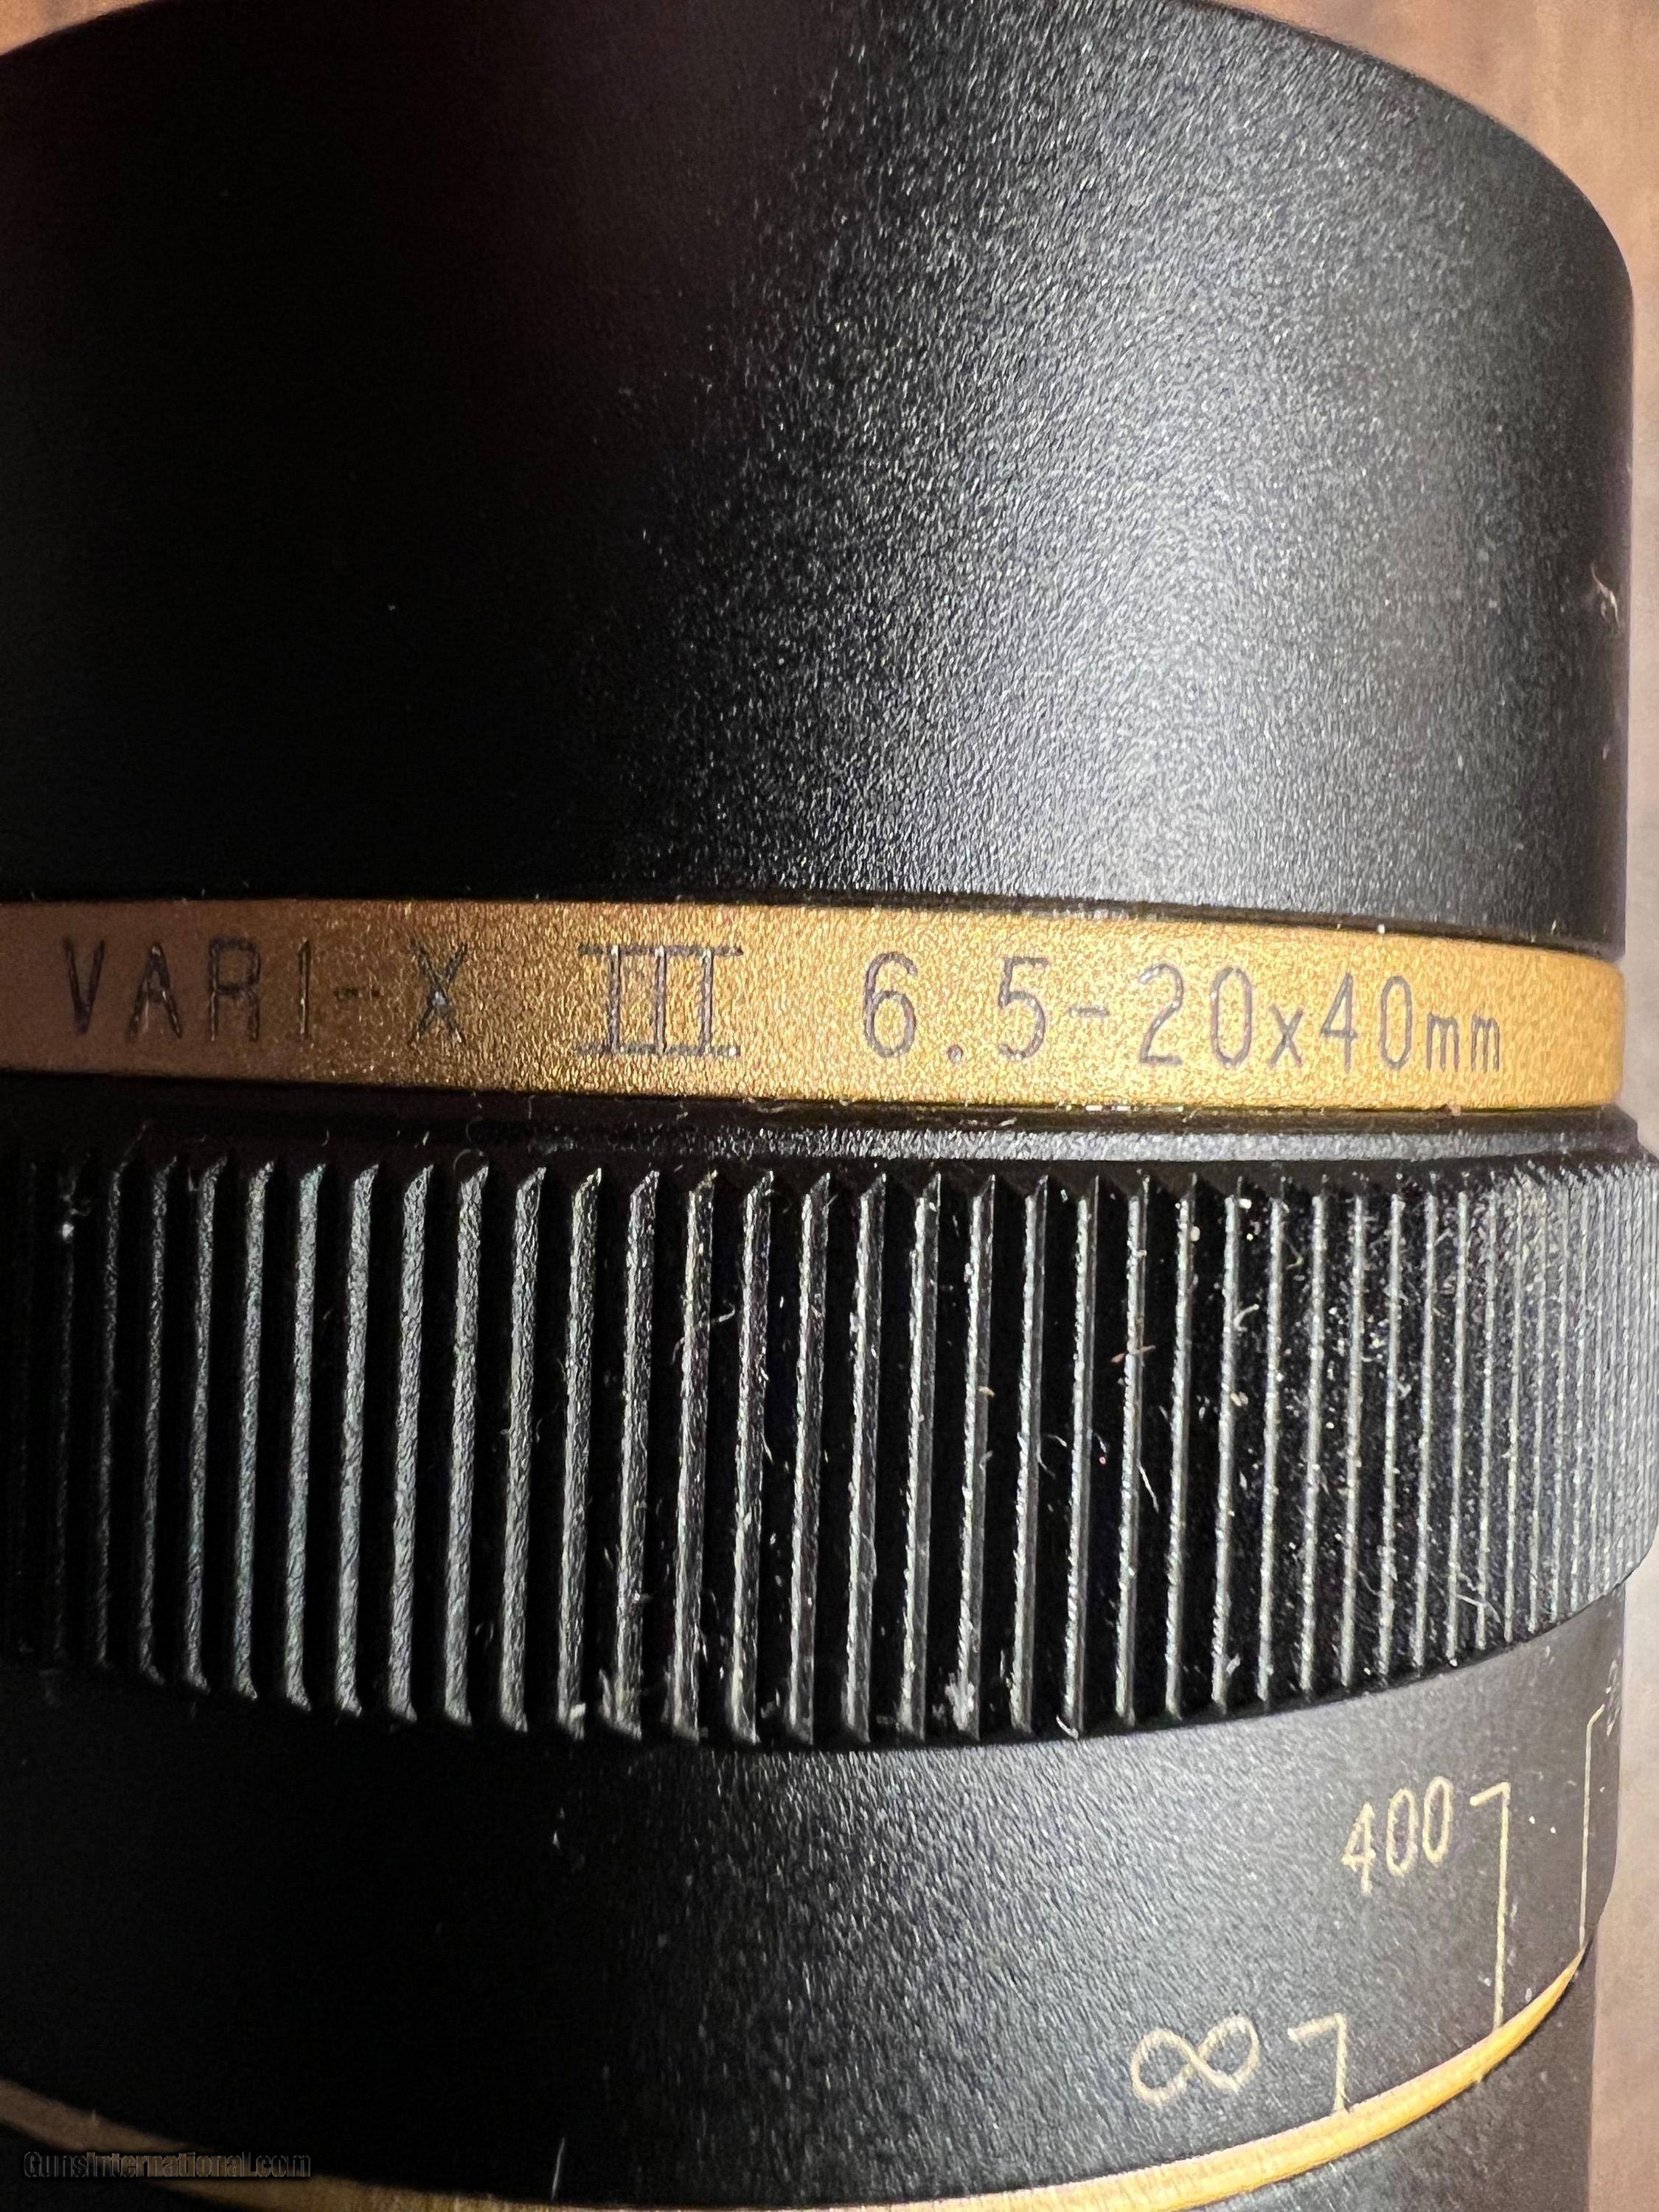 VARI-X III 6.5-20x40mm
400
∞
GunsInternational.com